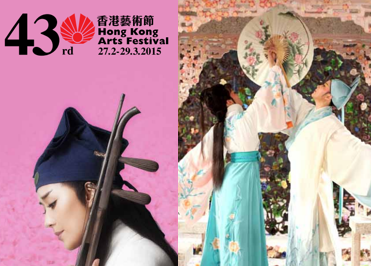 43rd
香港藝術節
Hong Kong
Arts Festival
27.2-29.3.2015